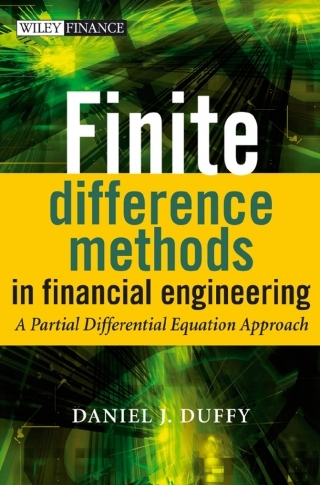 WILEY FINANCE
Finite
difference
methods
in financial engineering
A Partial Differential Equation Approach
DANIEL J. DUFFY